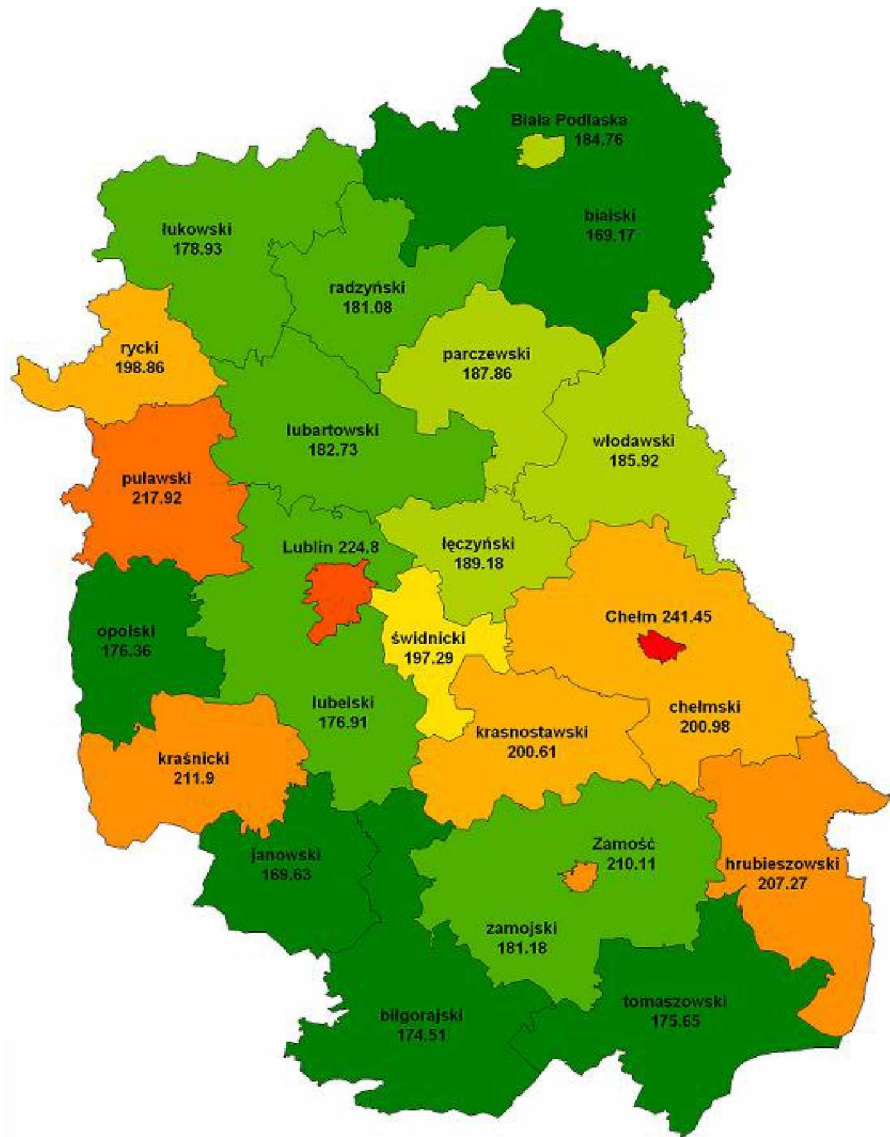 Biała Podlaska
184.76
bialski
169.17
łukowski
178.93
radzyński
181.08
rycki
198.86
parczewski
187.86
lubartowski
182.73
włodawski
185.92
puławski
217.92
Lublin 224.8
łęczyński
189.18
Chełm 241.45
opolski
176.36
świdnicki
197.29
lubelski
176.91
krasnostawski
200.61
chełmski
200.98
kraśnicki
211.9
janowski
169.63
Zamość
210.11
hrubieszowski
207.27
zamojski
181.18
biłgorajski
174.51
tomaszowski
175.65